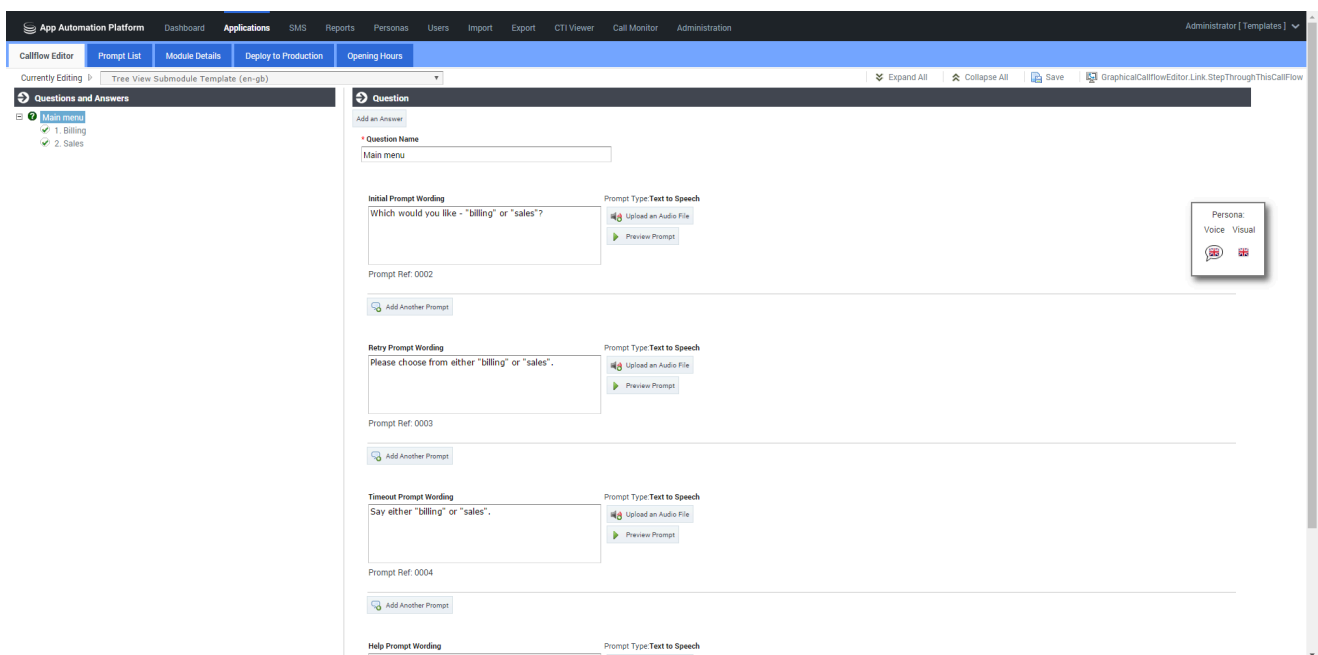 App Automation Platform Dashboard Applications SMS Reports Personas Users Import Export CTI Viewer Call Monitor Administration Administrator [ Templates ]
Callflow Editor Prompt List Module Details Deploy to Production Opening Hours
Currently Editing Tree View Submodule Template (en-gb) Expand All Collapse All Save GraphicalCallflowEditor.Link.StepThroughThisCallFlow
Questions and Answers
Main menu
1. Billing
2. Sales
Question
Add an Answer
* Question Name
Main menu
Initial Prompt Wording Prompt Type:Text to Speech
Which would you like - "billing" or "sales"?
Upload an Audio File
Preview Prompt
Prompt Ref: 0002
Persona:
Voice Visual
Add Another Prompt
Retry Prompt Wording Prompt Type:Text to Speech
Please choose from either "billing" or "sales".
Upload an Audio File
Preview Prompt
Prompt Ref: 0003
Add Another Prompt
Timeout Prompt Wording Prompt Type:Text to Speech
Say either "billing" or "sales".
Upload an Audio File
Preview Prompt
Prompt Ref: 0004
Add Another Prompt
Help Prompt Wording Prompt Type:Text to Speech